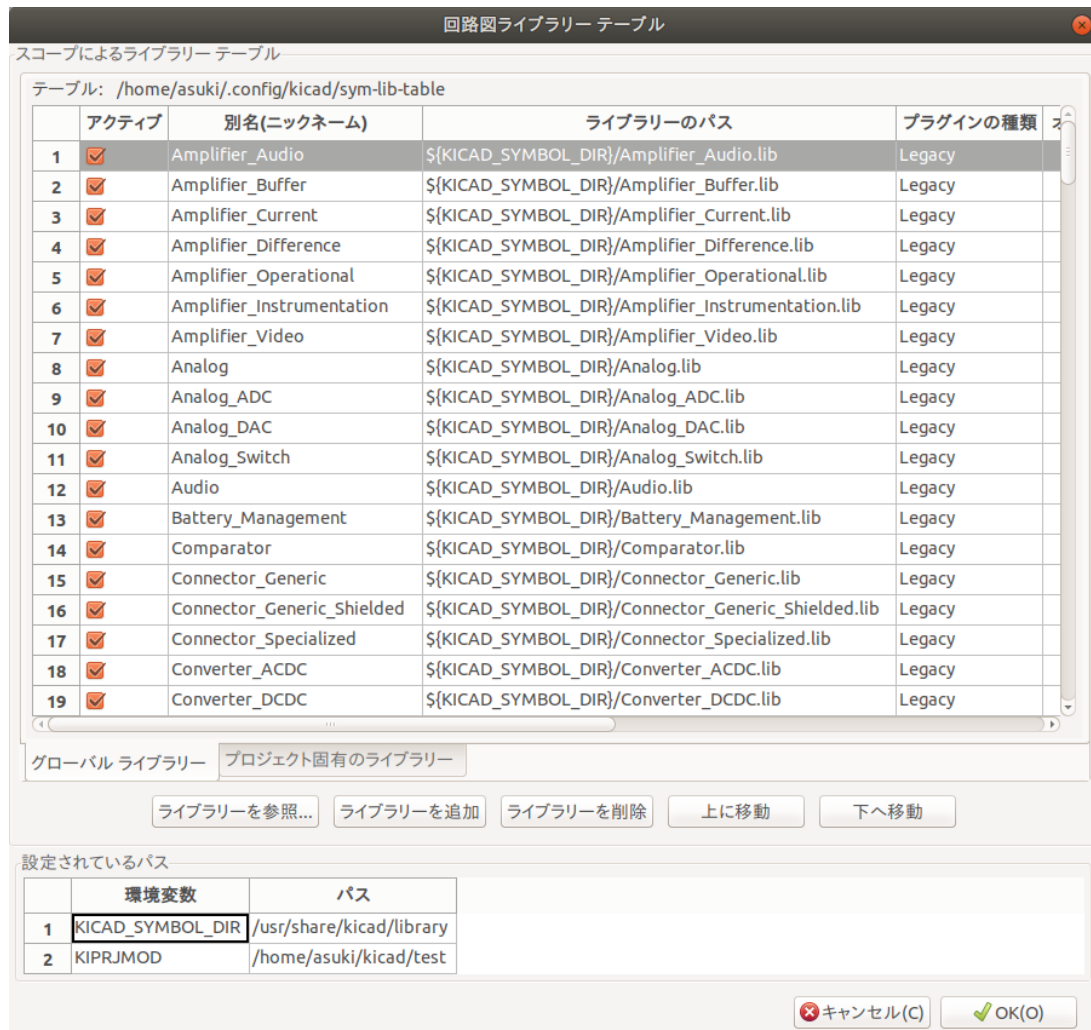 回路図ライブラリー テーブル
スコープによるライブラリー テーブル
テーブル: /home/asuki/.config/kicad/sym-lib-table
アクティブ 別名(ニックネーム) ライブラリーのパス プラグインの種類
1 Amplifier_Audio ${KICAD_SYMBOL_DIR}/Amplifier_Audio.lib Legacy
2 Amplifier_Buffer ${KICAD_SYMBOL_DIR}/Amplifier_Buffer.lib Legacy
3 Amplifier_Current ${KICAD_SYMBOL_DIR}/Amplifier_Current.lib Legacy
4 Amplifier_Difference ${KICAD_SYMBOL_DIR}/Amplifier_Difference.lib Legacy
5 Amplifier_Operational ${KICAD_SYMBOL_DIR}/Amplifier_Operational.lib Legacy
6 Amplifier_Instrumentation ${KICAD_SYMBOL_DIR}/Amplifier_Instrumentation.lib Legacy
7 Amplifier_Video ${KICAD_SYMBOL_DIR}/Amplifier_Video.lib Legacy
8 Analog ${KICAD_SYMBOL_DIR}/Analog.lib Legacy
9 Analog_ADC ${KICAD_SYMBOL_DIR}/Analog_ADC.lib Legacy
10 Analog_DAC ${KICAD_SYMBOL_DIR}/Analog_DAC.lib Legacy
11 Analog_Switch ${KICAD_SYMBOL_DIR}/Analog_Switch.lib Legacy
12 Audio ${KICAD_SYMBOL_DIR}/Audio.lib Legacy
13 Battery_Management ${KICAD_SYMBOL_DIR}/Battery_Management.lib Legacy
14 Comparator ${KICAD_SYMBOL_DIR}/Comparator.lib Legacy
15 Connector_Generic ${KICAD_SYMBOL_DIR}/Connector_Generic.lib Legacy
16 Connector_Generic_Shielded ${KICAD_SYMBOL_DIR}/Connector_Generic_Shielded.lib Legacy
17 Connector_Specialized ${KICAD_SYMBOL_DIR}/Connector_Specialized.lib Legacy
18 Converter_ACDC ${KICAD_SYMBOL_DIR}/Converter_ACDC.lib Legacy
19 Converter_DCDC ${KICAD_SYMBOL_DIR}/Converter_DCDC.lib Legacy
グローバル ライブラリー プロジェクト固有のライブラリー
ライブラリーを参照... ライブラリーを追加 ライブラリーを削除 上に移動 下へ移動
設定されているパス
環境変数 パス
1 KICAD_SYMBOL_DIR /usr/share/kicad/library
2 KIPRJMOD /home/asuki/kicad/test
キャンセル(C) OK(O)